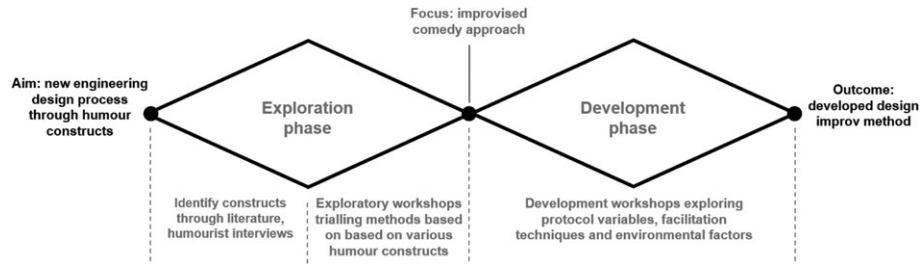 Focus: improvised
comedy approach
Aim: new engineering
design process
through humour
constructs
Exploration
phase
Development
phase
Outcome:
developed design
improv method
Identify constructs
through literature,
humourist interviews
Exploratory workshops
trialling methods based
on based on various
humour constructs
Development workshops exploring
protocol variables, facilitation
techniques and environmental factors